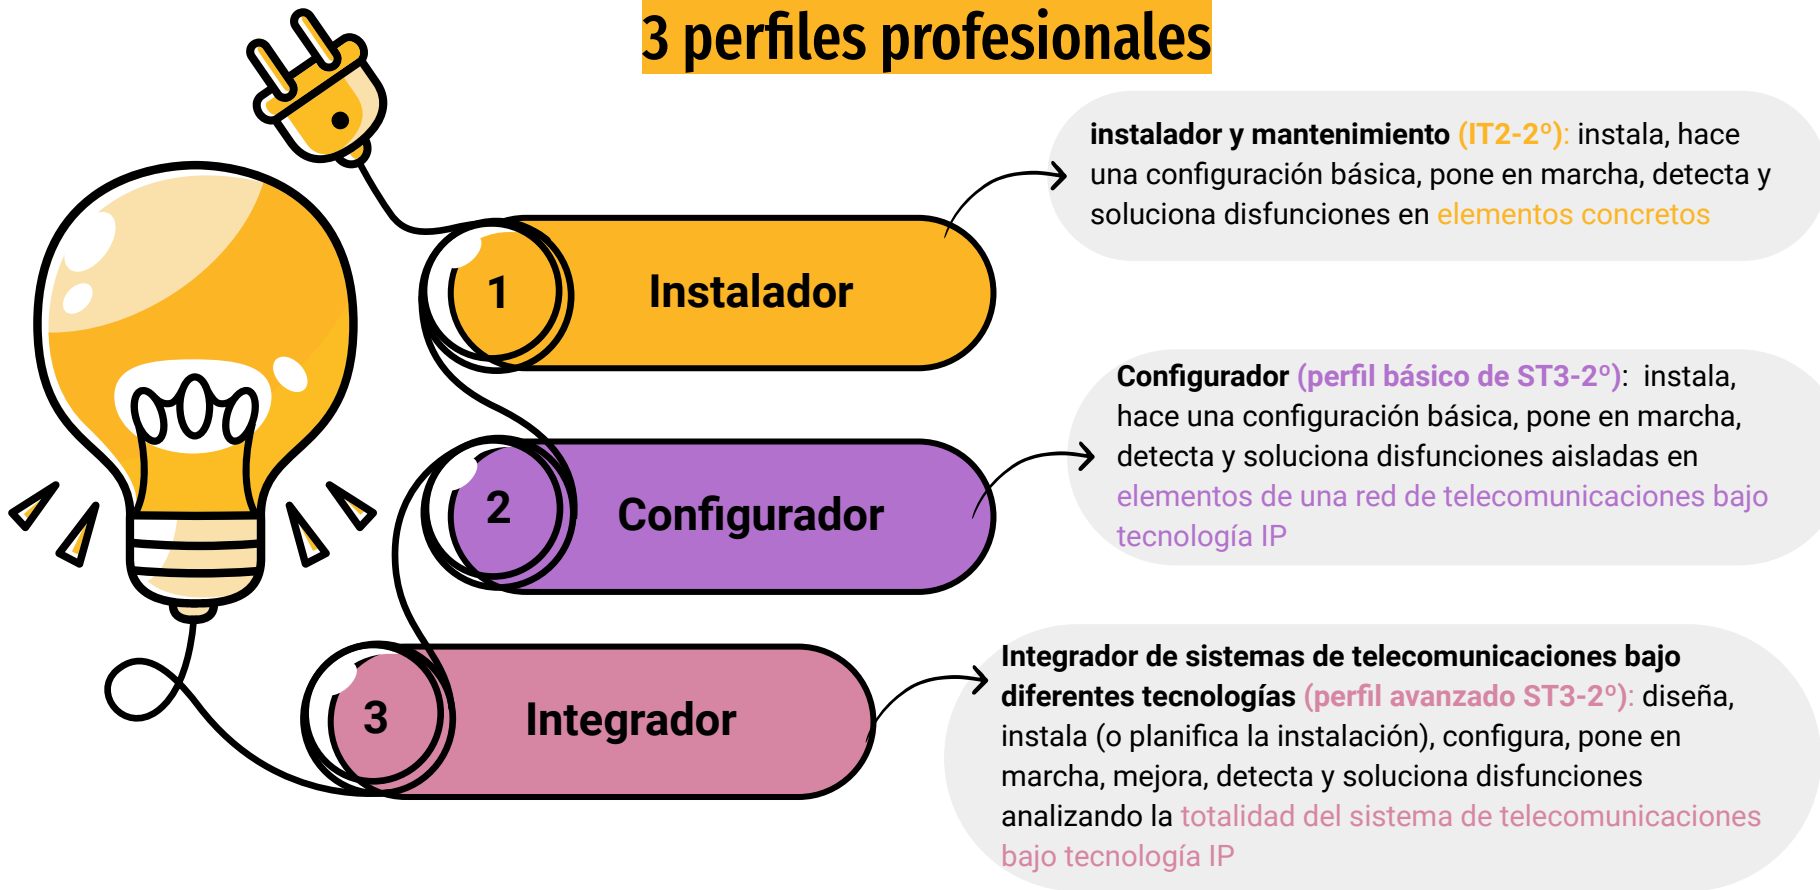 3 perfiles profesionales
instalador y mantenimiento (IT2-2º): instala, hace
una configuración básica, pone en marcha, detecta y
soluciona disfunciones en elementos concretos
1
Instalador
Configurador (perfil básico de ST3-2º):  instala,
hace una configuración básica, pone en marcha,
detecta y soluciona disfunciones aisladas en
elementos de una red de telecomunicaciones bajo
tecnología IP
2
Configurador
Integrador de sistemas de telecomunicaciones bajo
diferentes tecnologías (perfil avanzado ST3-2º): diseña,
instala (o planifica la instalación), configura, pone en
marcha, mejora, detecta y soluciona disfunciones
analizando la totalidad del sistema de telecomunicaciones
bajo tecnología IP
3
Integrador